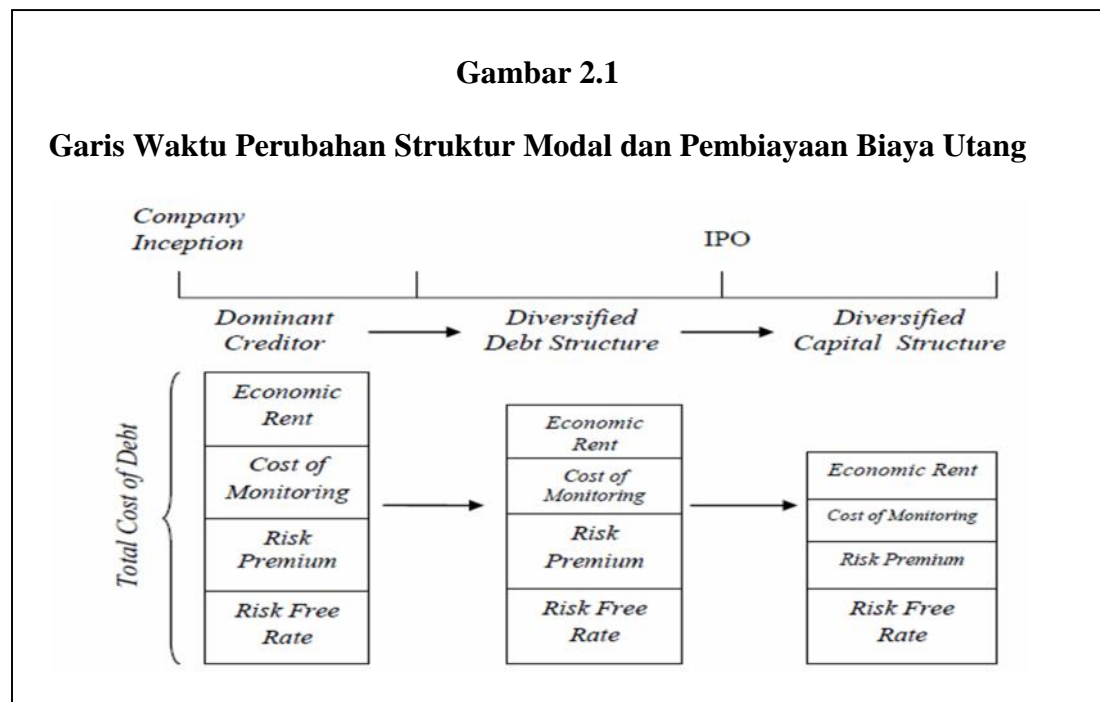 Gambar 2.1
Garis Waktu Perubahan Struktur Modal dan Pembiayaan Biaya Utang
Company
Inception
IPO
Dominant
Creditor
Diversified
Debt Structure
Diversified
Capital Structure
Total Cost of Debt
Economic
Rent
Cost of
Monitoring
Risk
Premium
Risk Free
Rate
Economic
Rent
Cost of
Monitoring
Risk
Premium
Risk Free
Rate
Economic Rent
Cost of Monitoring
Risk Premium
Risk Free
Rate